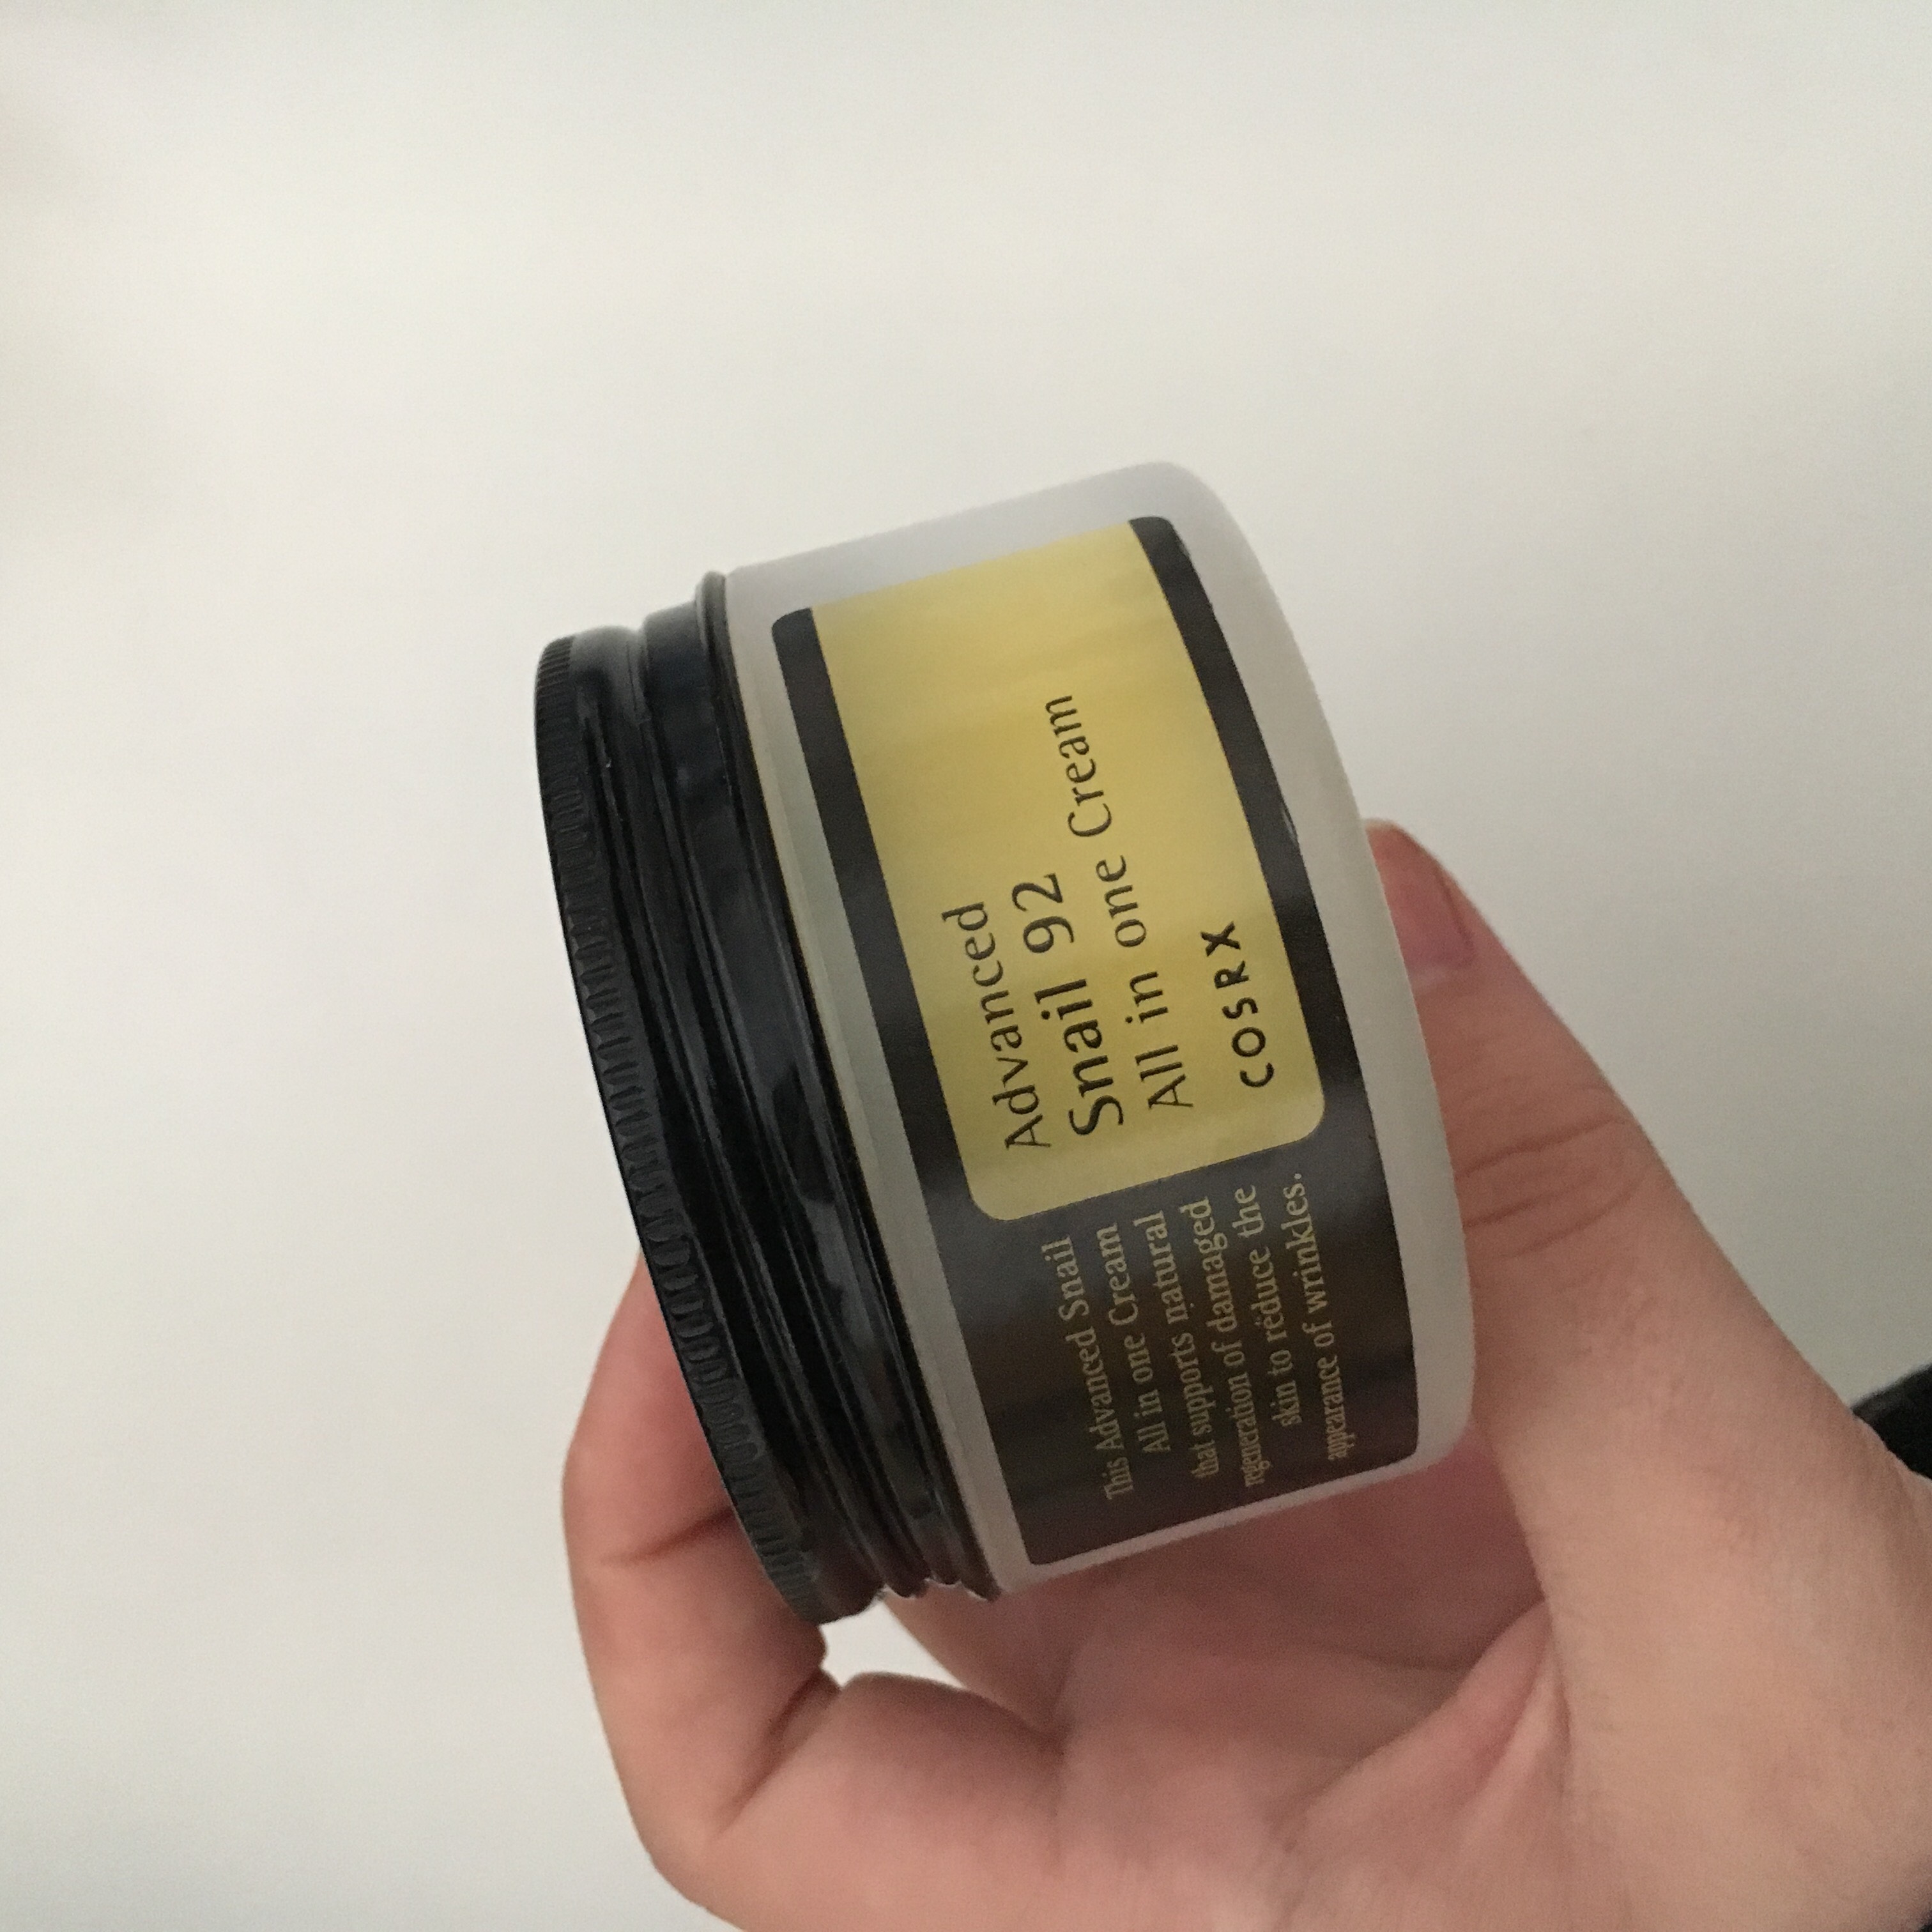 Advanced
Snail 92
All in one Cream
COSRX
This Advanced Snail
All in one Cream
that supports natural
regeneration of damaged
skin to reduce the
appearance of wrinkles.